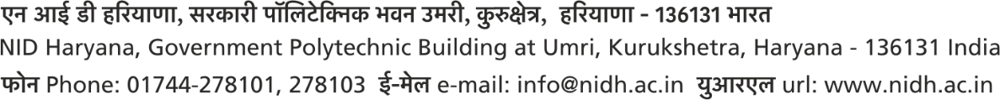 एन आई डी हरियाणा, सरकारी पॉलिटेक्निक भवन उमरी, कुरुक्षेत्र, हरियाणा - 136131 भारत
NID Haryana, Government Polytechnic Building at Umri, Kurukshetra, Haryana - 136131 India
फोन Phone: 01744-278101, 278103 ई-मेल e-mail: info@nidh.ac.in युआरएल url: www.nidh.ac.in